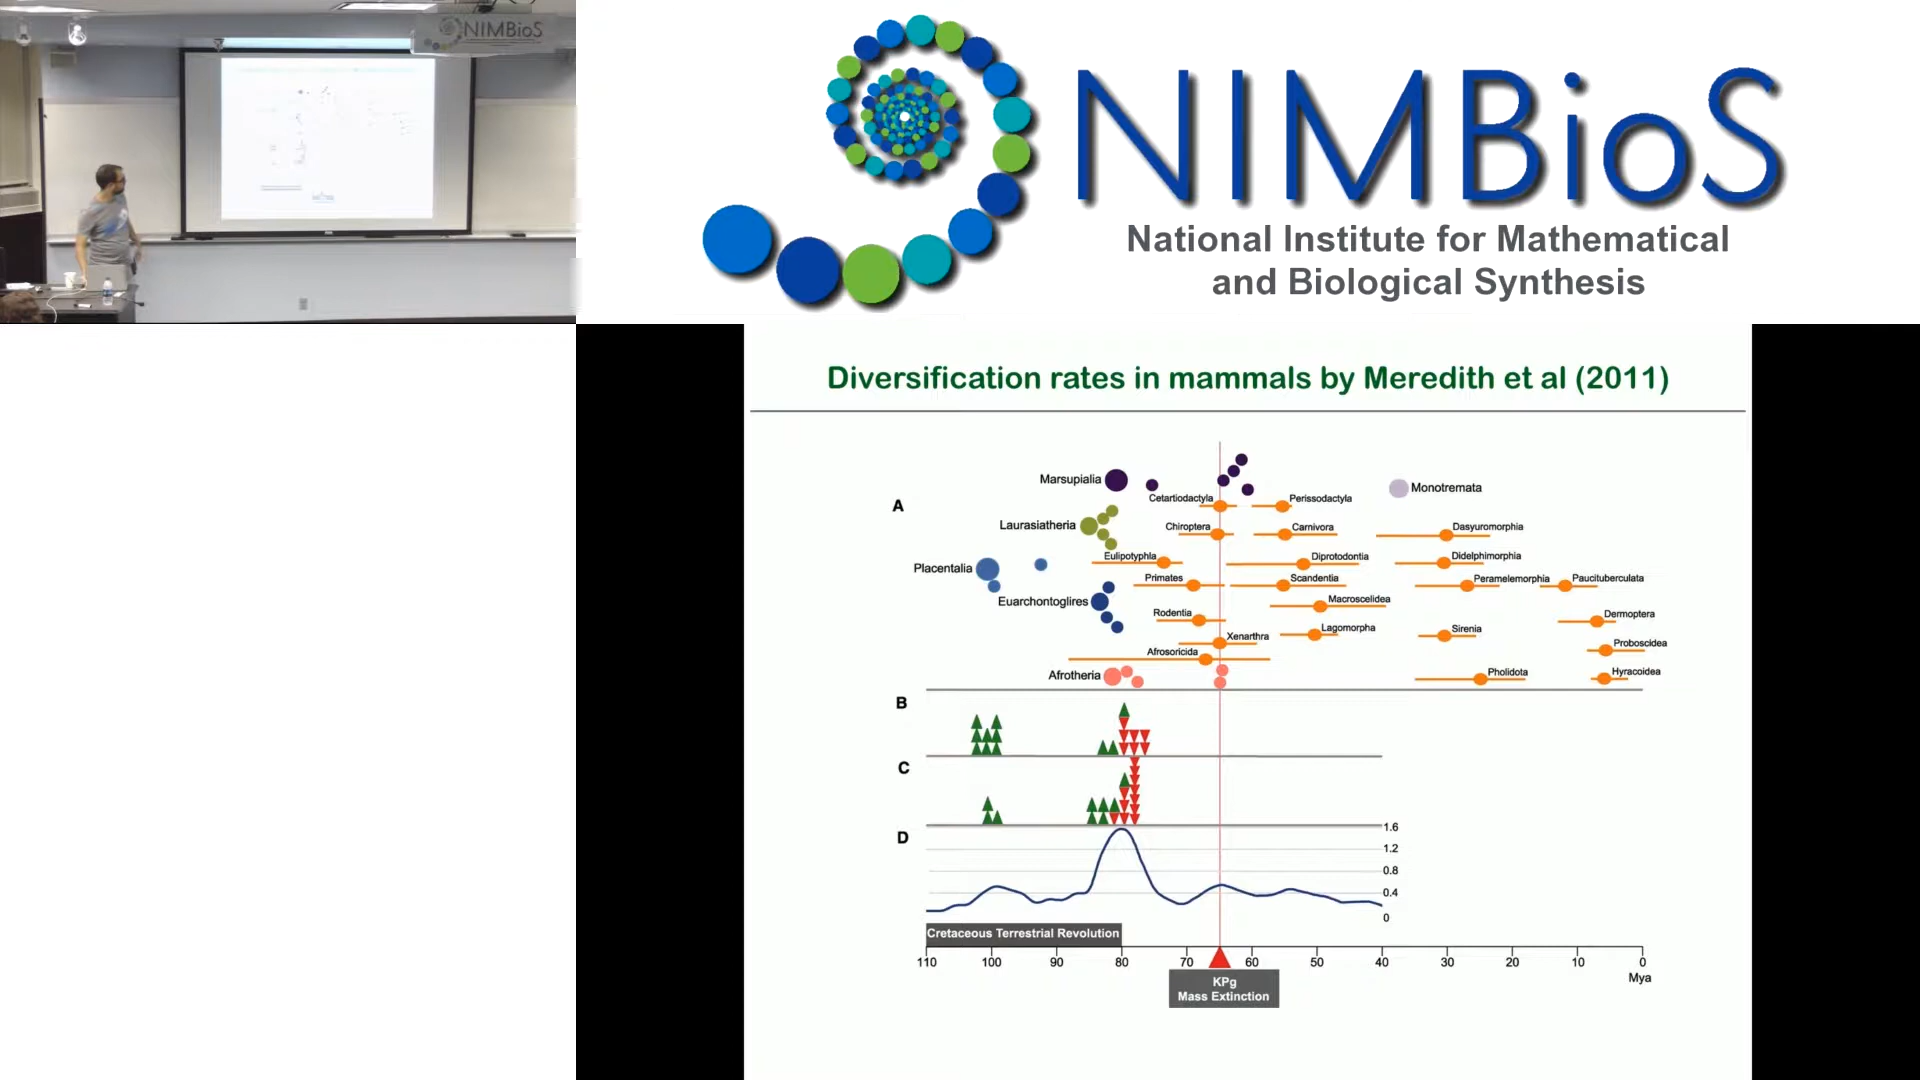 NIMBioS
NIMBioS
National Institute for Mathematical
and Biological Synthesis
Diversification rates in mammals by Meredith et al (2011)
A
Marsupialia
Monotremata
Cetartiodactyla
Perissodactyla
Laurasiatheria
Chiroptera
Carnivora
Dasyuromorphia
Eulipotyphla
Diprotodontia
Didelphimorphia
Placentalia
Primates
Scandentia
Peramelemorphia
Paucituberculata
Euarchontoglires
Macroscelidea
Rodentia
Dermoptera
Lagomorpha
Sirenia
Xenarthra
Proboscidea
Afrosoricida
Afrotheria
Pholidota
Hyracoidea
B
C
D
1.6
1.2
0.8
0.4
0
Cretaceous Terrestrial Revolution
110 100 90 80 70 60 50 40 30 20 10 0
Mya
KPg
Mass Extinction